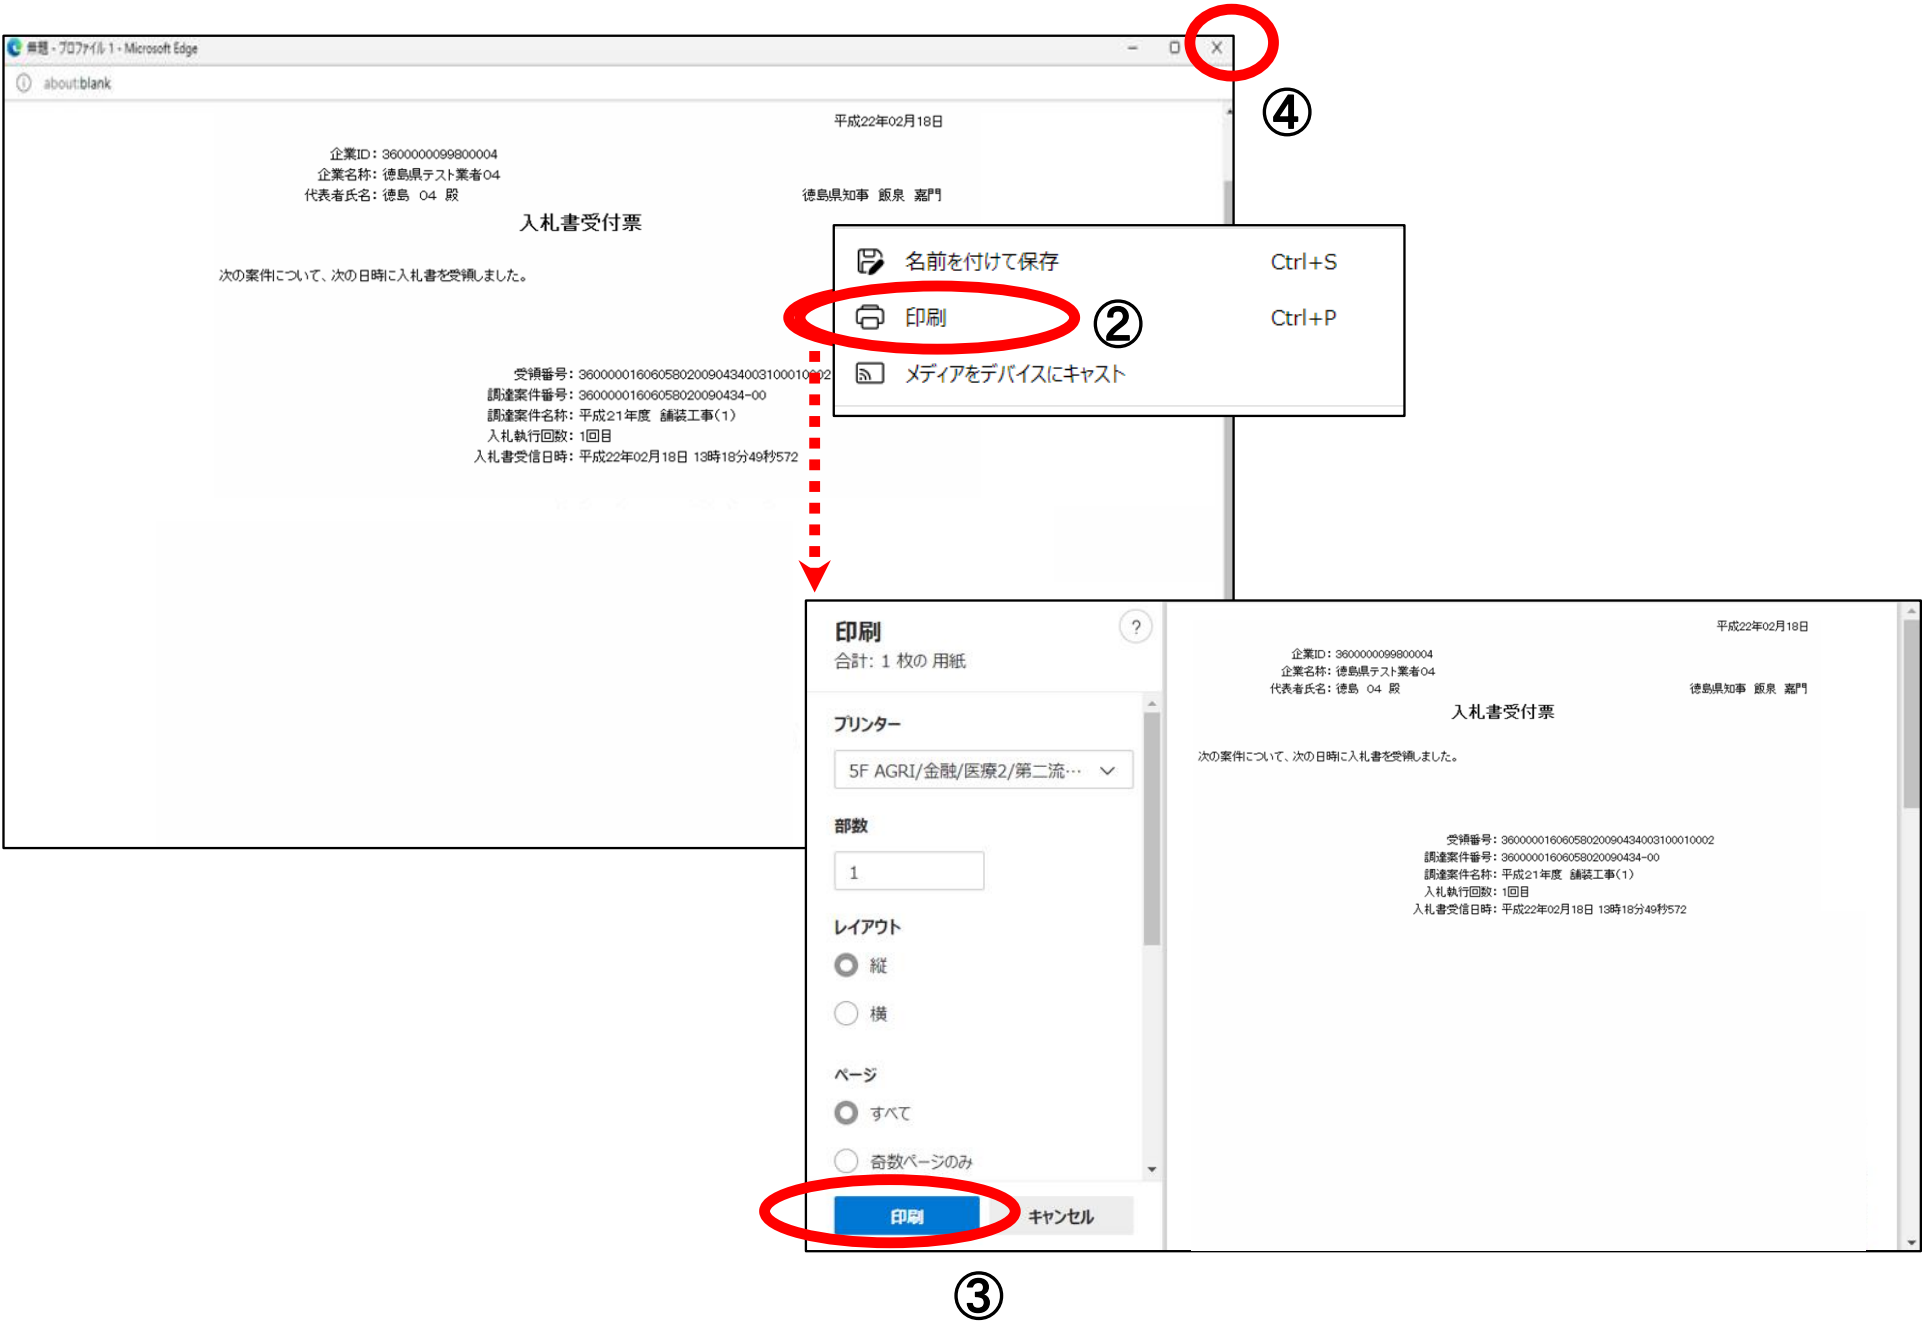 無題 - プロファイル 1 - Microsoft Edge
about:blank
④
平成22年02月18日
企業ID：3600000099800004
企業名称：徳島県テスト業者04
代表者氏名：徳島　04　殿
徳島県知事　飯泉　嘉門
入札書受付票
次の案件について、次の日時に入札書を受領しました。
受領番号：36000001606058020090434003100010002
調達案件番号：36000001606058020090434-00
調達案件名称：平成21年度　舗装工事(1)
入札執行回数：1回目
入札書受信日時：平成22年02月18日 13時18分49秒572
名前を付けて保存 Ctrl+S
印刷 ② Ctrl+P
メディアをデバイスにキャスト
印刷
?
合計: 1 枚の 用紙
プリンター
5F AGRI/金融/医療2/第二流…
部数
1
レイアウト
縦
横
ページ
すべて
奇数ページのみ
印刷
キャンセル
平成22年02月18日
企業ID：3600000099800004
企業名称：徳島県テスト業者04
代表者氏名：徳島　04　殿
徳島県知事　飯泉　嘉門
入札書受付票
次の案件について、次の日時に入札書を受領しました。
受領番号：36000001606058020090434003100010002
調達案件番号：36000001606058020090434-00
調達案件名称：平成21年度　舗装工事(1)
入札執行回数：1回目
入札書受信日時：平成22年02月18日 13時18分49秒572
③